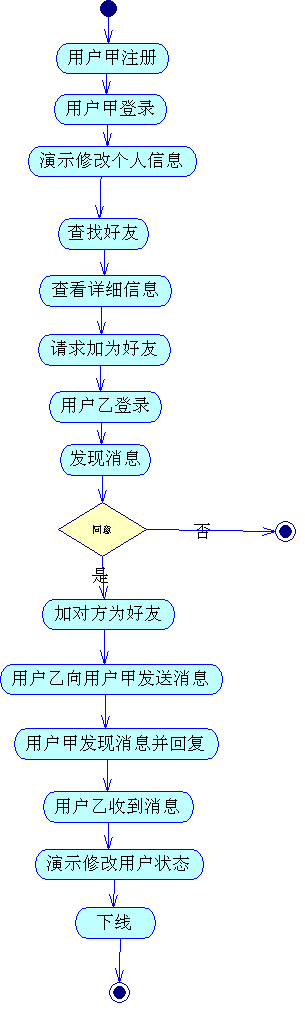 用户甲注册
用户甲登录
演示修改个人信息
查找好友
查看详细信息
请求加为好友
用户乙登录
发现消息
同意
否
是
加对方为好友
用户乙向用户甲发送消息
用户甲发现消息并回复
用户乙收到消息
演示修改用户状态
下线